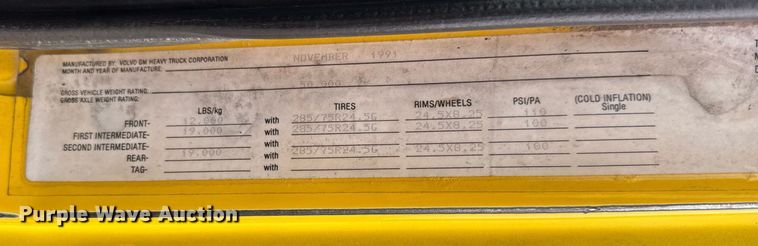 MANUFACTURED BY: VOLVO GM HEAVY TRUCK CORPORATION
MONTH AND YEAR OF MANUFACTURE: NOVEMBER 1991
GROSS VEHICLE WEIGHT RATING: 50,000
GROSS AXLE WEIGHT RATING:
LBS/kg TIRES RIMS/WHEELS PSI/PA (COLD INFLATION)
Single
FRONT- 12,000 with 285/75R24.5G 24.5X8.25 110
FIRST INTERMEDIATE- 19,000 with 285/75R24.5G 24.5X8.25 100
SECOND INTERMEDIATE- with
REAR- 19,000 with 285/75R24.5G 24.5X8.25 100
TAG- with
Purple Wave Auction